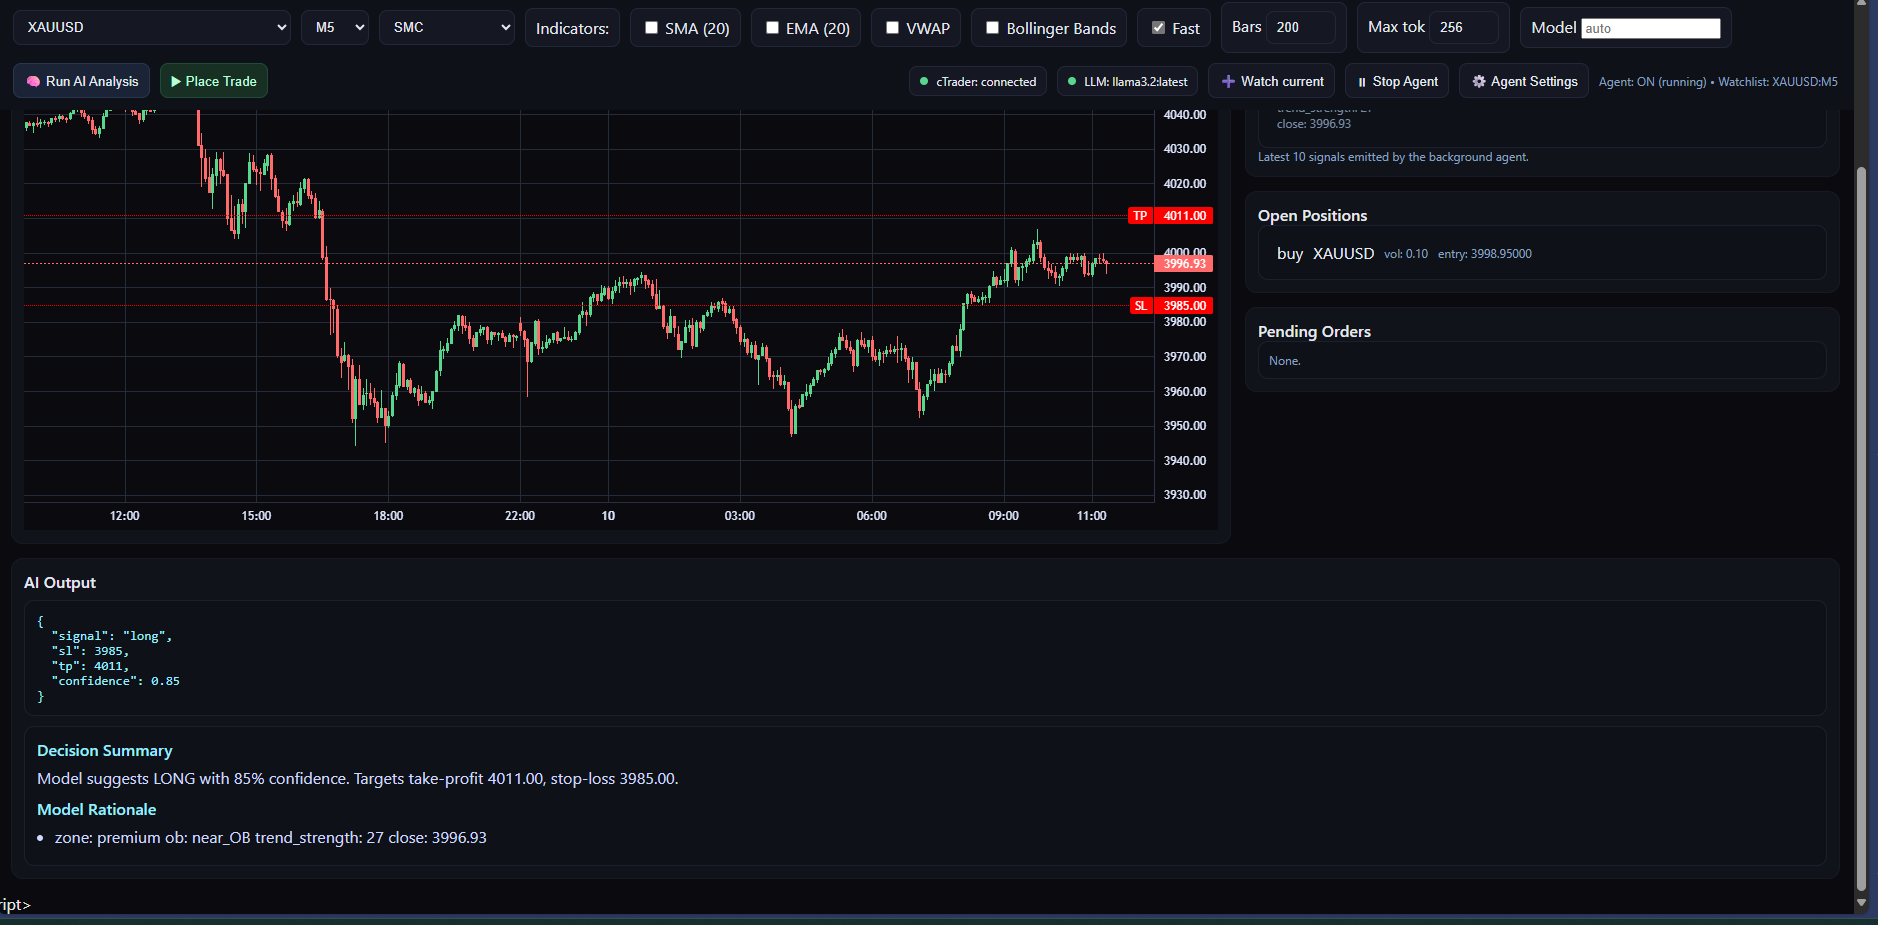 XAUUSD M5 SMC Indicators: SMA (20) EMA (20) VWAP Bollinger Bands Fast Bars 200 Max tok 256 Model auto
🧠 Run AI Analysis ▶ Place Trade cTrader: connected LLM: llama3.2:latest ➕ Watch current ⏸ Stop Agent ⚙ Agent Settings Agent: ON (running) • Watchlist: XAUUSD:M5
4040.00
4030.00
4020.00
TP 4011.00
4000.00
3996.93
3990.00
SL 3985.00
3980.00
3970.00
3960.00
3950.00
3940.00
3930.00
12:00 15:00 18:00 22:00 10 03:00 06:00 09:00 11:00
close: 3996.93
Latest 10 signals emitted by the background agent.
Open Positions
buy XAUUSD vol: 0.10 entry: 3998.95000
Pending Orders
None.
AI Output
{
"signal": "long",
"sl": 3985,
"tp": 4011,
"confidence": 0.85
}
Decision Summary
Model suggests LONG with 85% confidence. Targets take-profit 4011.00, stop-loss 3985.00.
Model Rationale
• zone: premium ob: near_OB trend_strength: 27 close: 3996.93
ript>